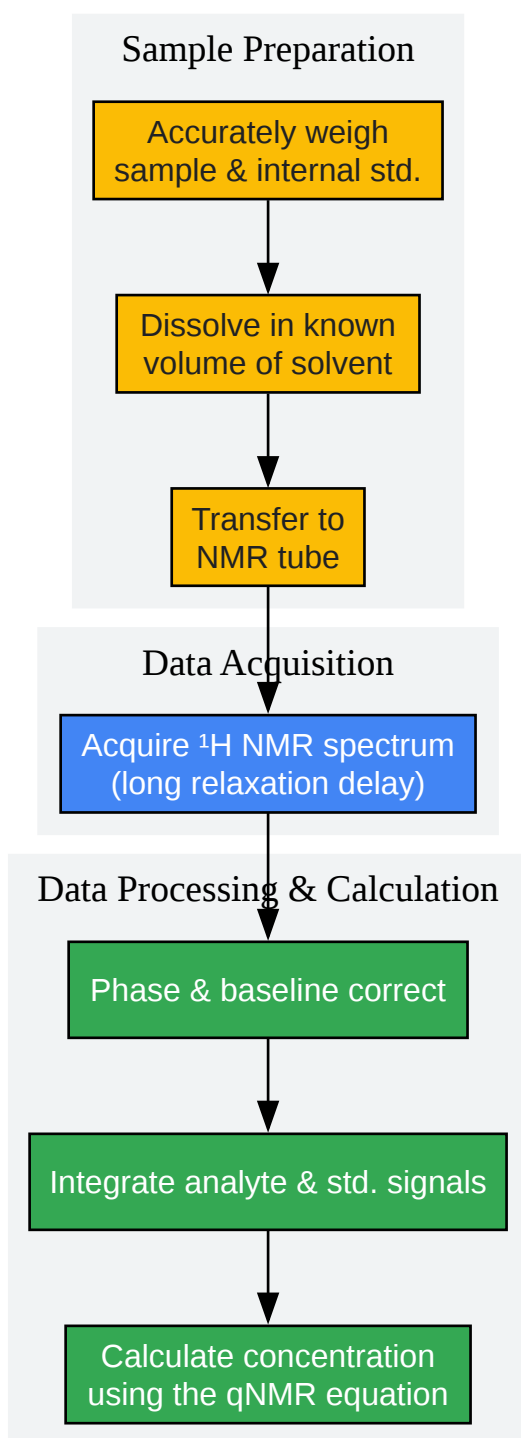 Sample Preparation
Accurately weigh
sample & internal std.
Dissolve in known
volume of solvent
Transfer to
NMR tube
Data Acquisition
Acquire ¹H NMR spectrum
(long relaxation delay)
Data Processing & Calculation
Phase & baseline correct
Integrate analyte & std. signals
Calculate concentration
using the qNMR equation